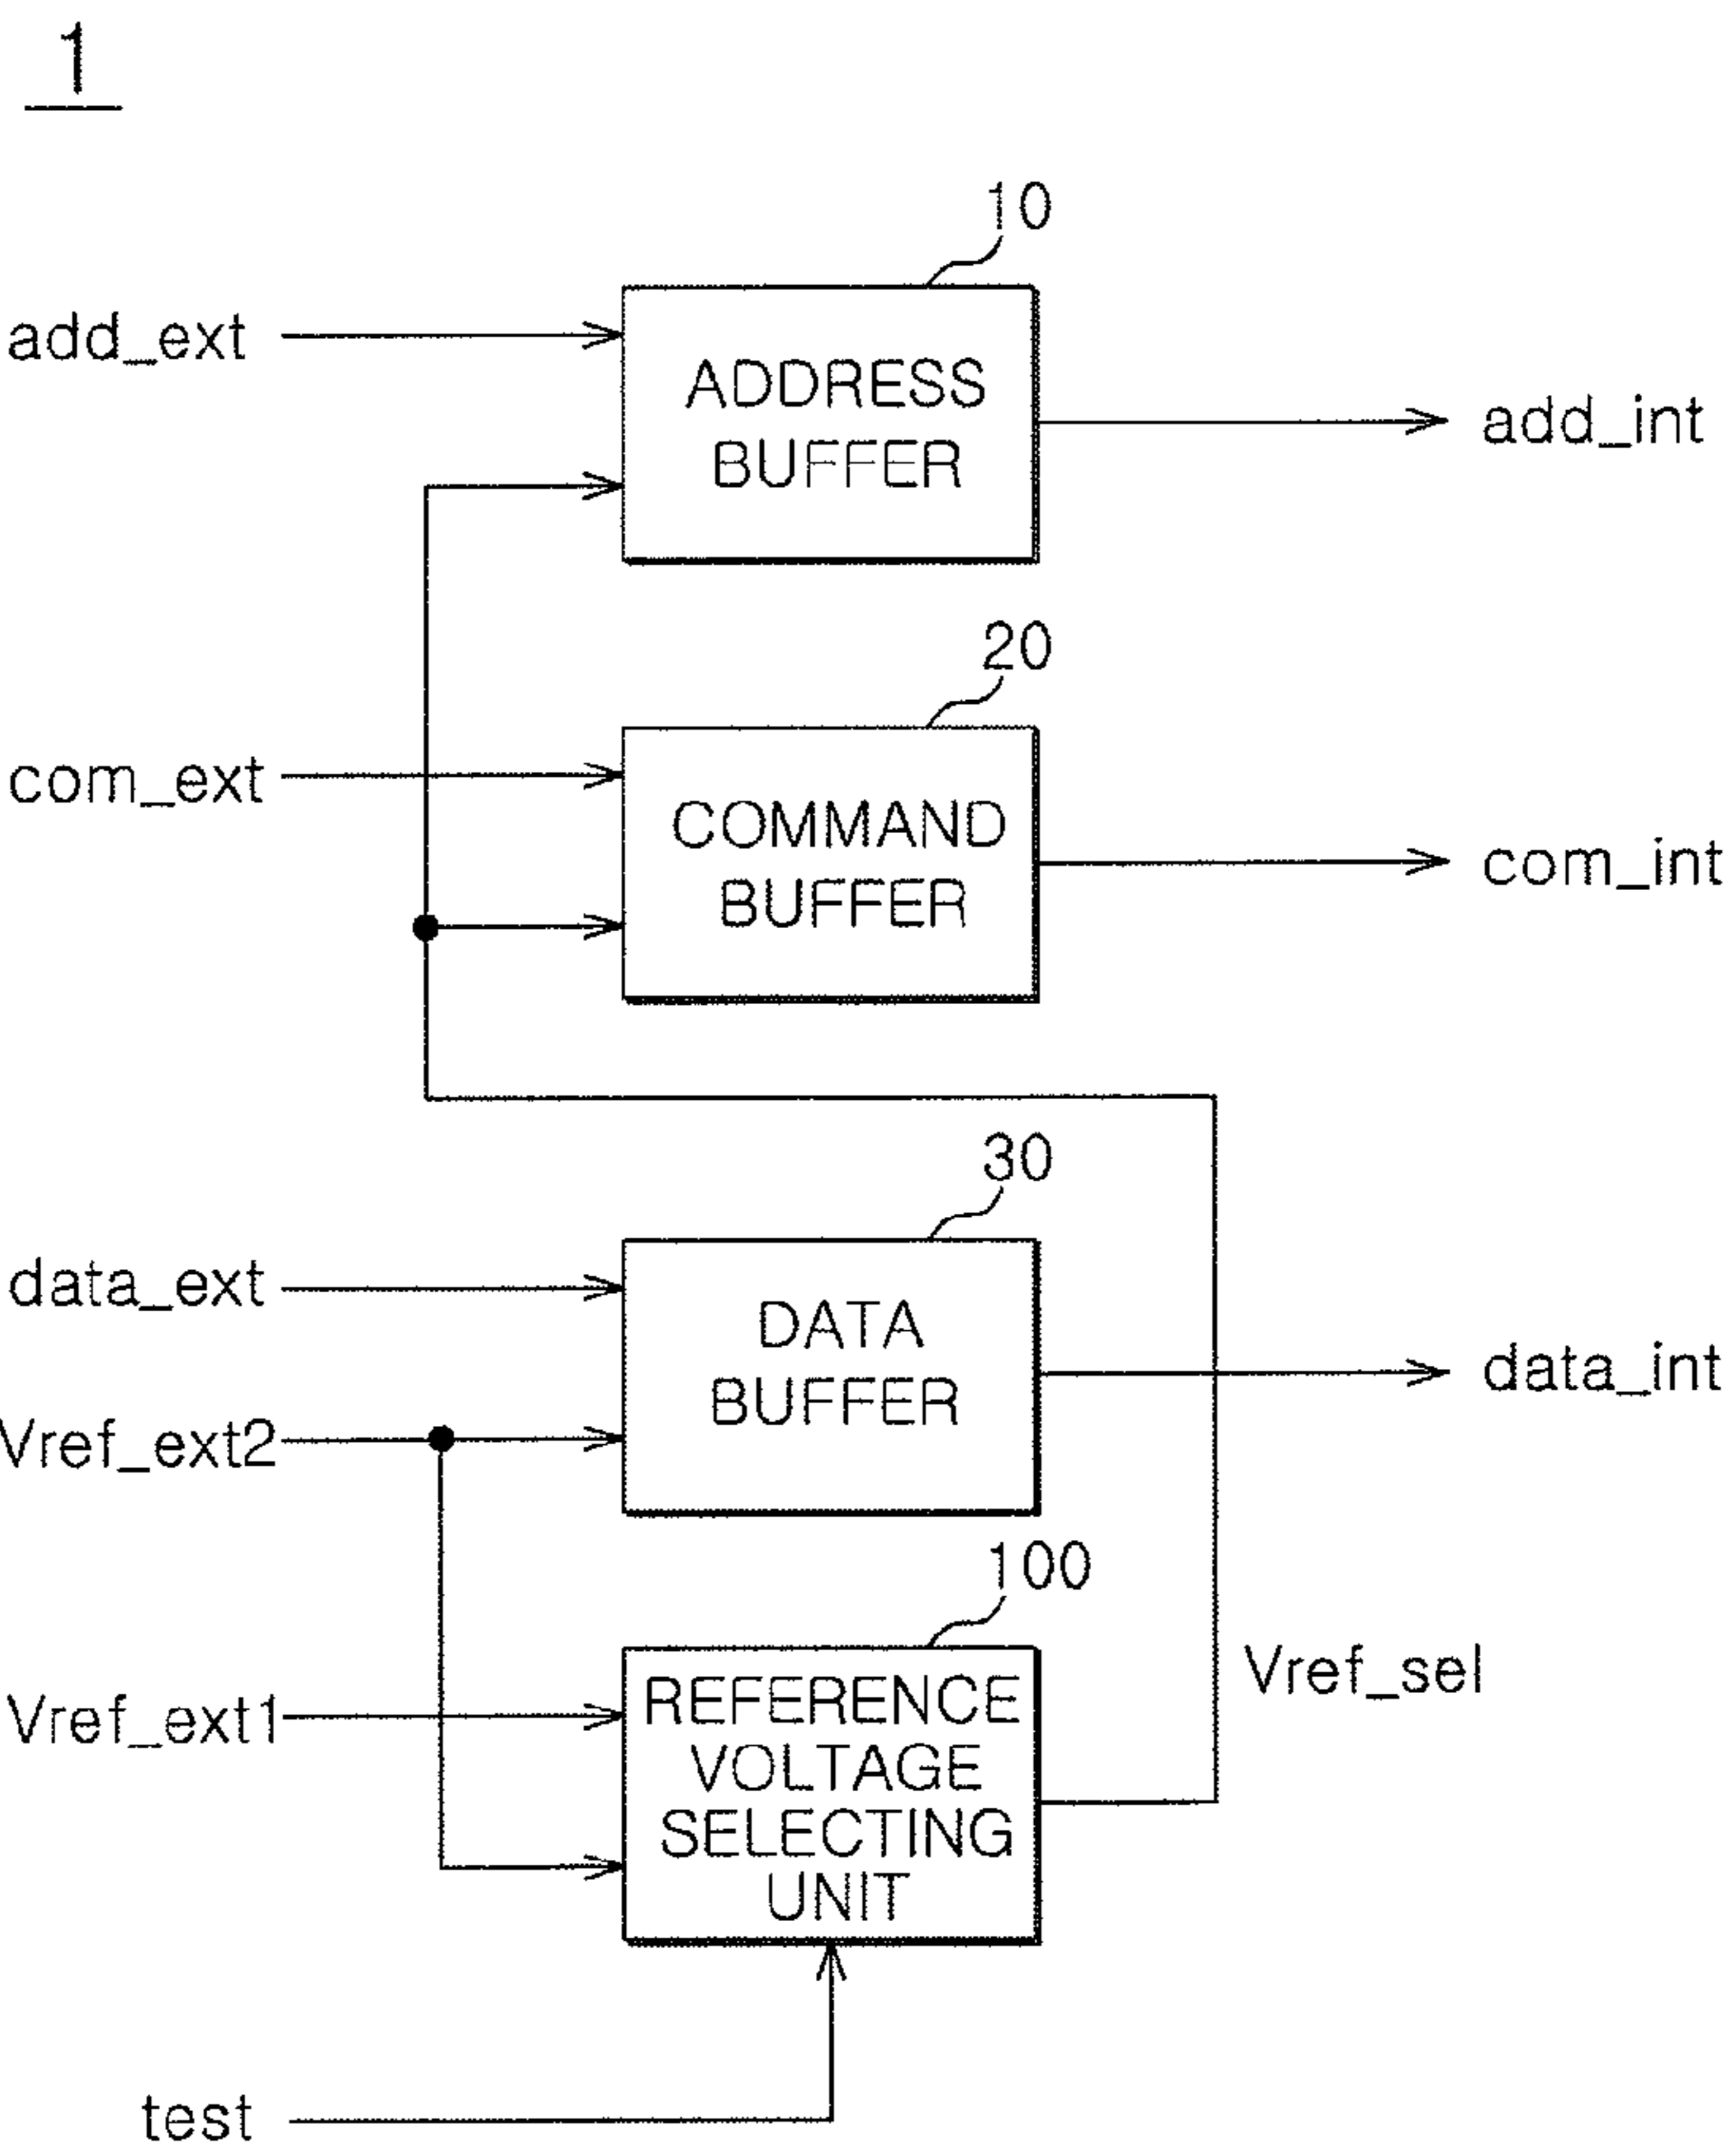 1
10
add_ext
ADDRESS
BUFFER
add_int
20
com_ext
COMMAND
BUFFER
com_int
30
data_ext
DATA
BUFFER
data_int
Vref_ext2
100
Vref_ext1
REFERENCE
VOLTAGE
SELECTING
UNIT
Vref_sel
test